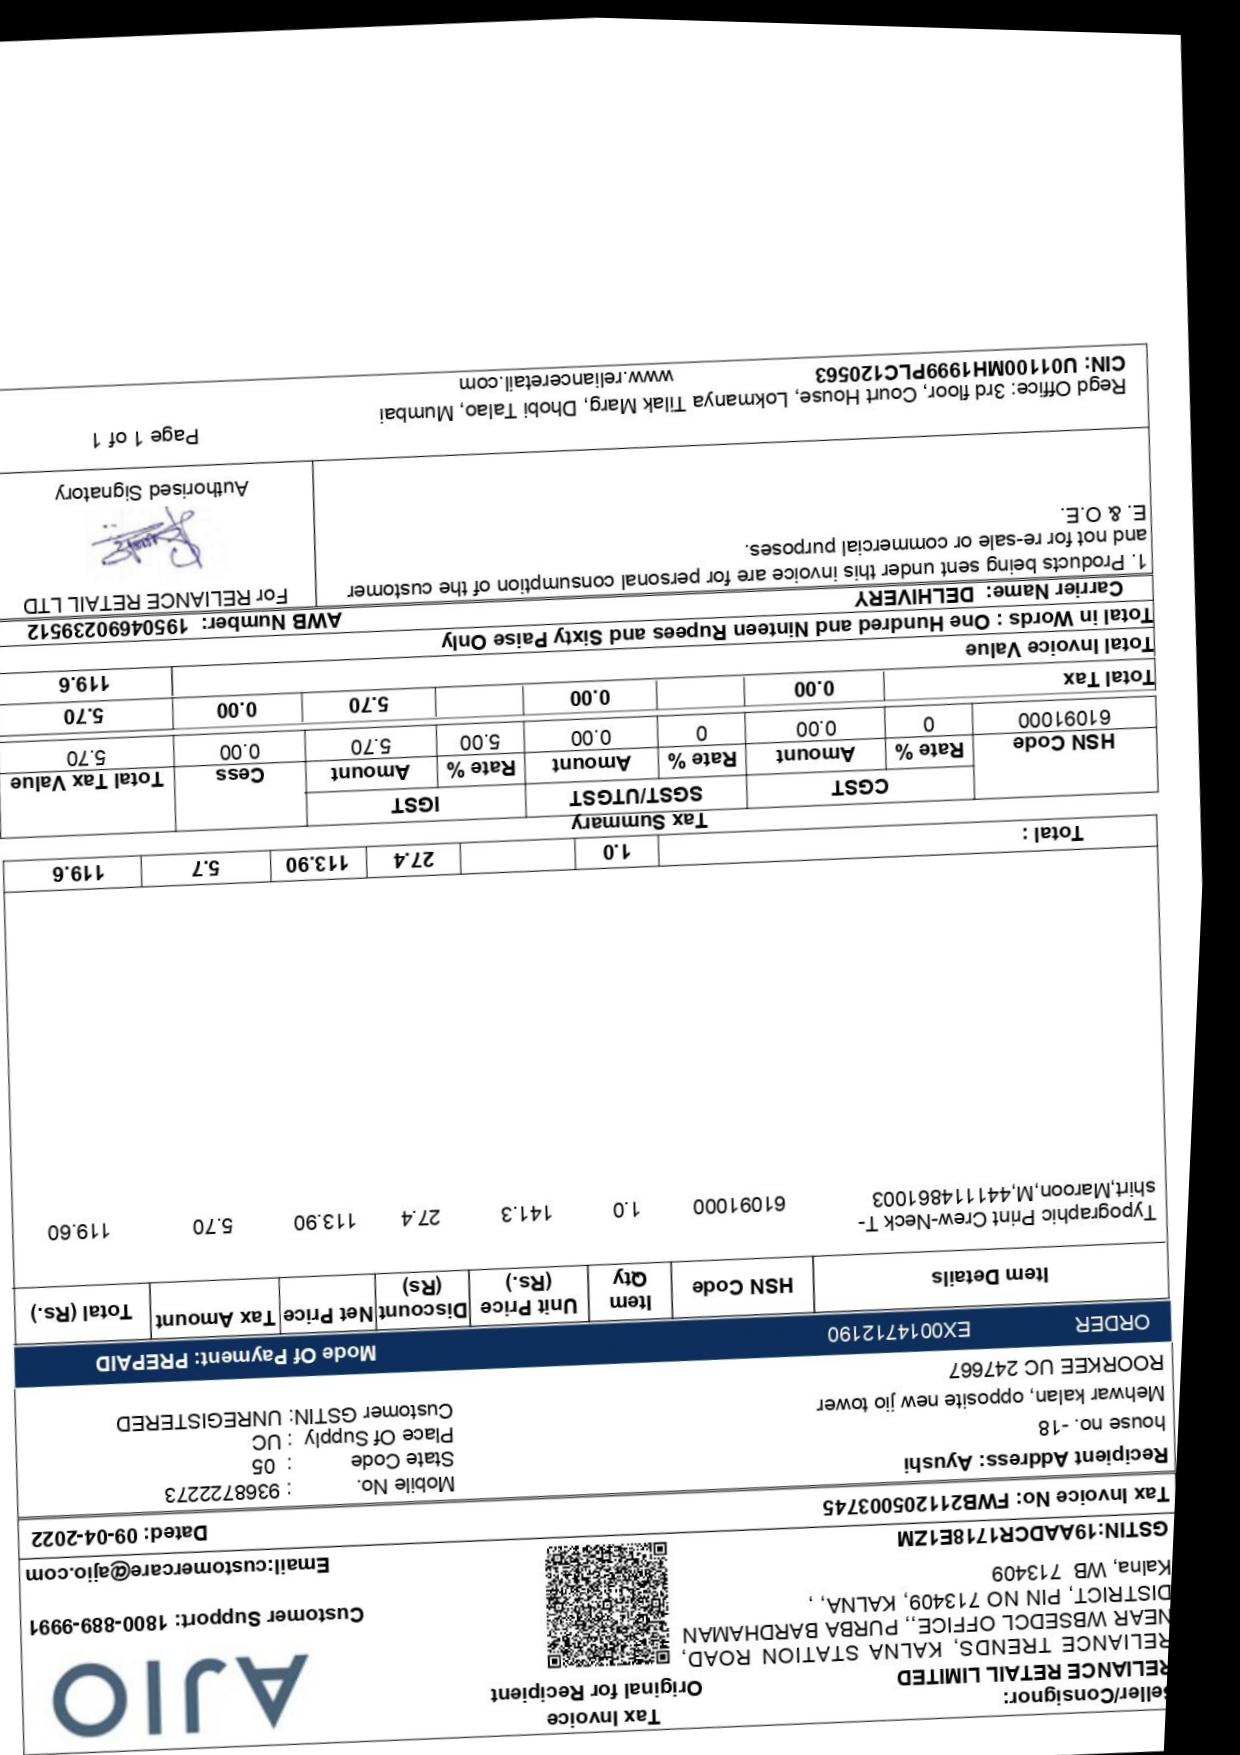 Tax Invoice
Original for Recipient
AJIO
Seller/Consignor:
RELIANCE RETAIL LIMITED
RELIANCE TRENDS, KALNA STATION ROAD,
NEAR WBSEDCL OFFICE,, PURBA BARDHAMAN
DISTRICT, PIN NO 713409, KALNA, ,
Kalna, WB 713409
GSTIN:19AADCR1718E1ZM
Customer Support: 1800-889-9991
Email:customercare@ajio.com
Tax Invoice No: FWB2112050003745 Dated: 09-04-2022
Recipient Address: Ayushi
house no. -18
Mehwar kalan, opposite new jio tower
ROORKEE UC 247667
Mobile No. : 9368722273
State Code : 05
Place Of Supply : UC
Customer GSTIN: UNREGISTERED
ORDER EX0014712190 Mode Of Payment: PREPAID
Item Details HSN Code Item Qty Unit Price (Rs.) Discount (Rs) Net Price Tax Amount Total (Rs.)
Typographic Print Crew-Neck T-
shirt,Maroon,M,441114861003 61091000 1.0 141.3 27.4 113.90 5.70 119.60
Total : 1.0 27.4 113.90 5.7 119.6
Tax Summary
HSN Code CGST SGST/UTGST IGST Cess Total Tax Value
Rate % Amount Rate % Amount Rate % Amount
61091000 0 0.00 0 0.00 5.00 5.70 0.00 5.70
Total Tax 0.00 0.00 5.70 0.00 5.70
Total Invoice Value 119.6
Total in Words : One Hundred and Ninteen Rupees and Sixty Paise Only
Carrier Name: DELHIVERY AWB Number: 19504690239512
1. Products being sent under this invoice are for personal consumption of the customer
and not for re-sale or commercial purposes.
E. & O.E.
For RELIANCE RETAIL LTD
Authorised Signatory
Page 1 of 1
Regd Office: 3rd floor, Court House, Lokmanya Tilak Marg, Dhobi Talao, Mumbai
CIN: U01100MH1999PLC120563 www.relianceretail.com